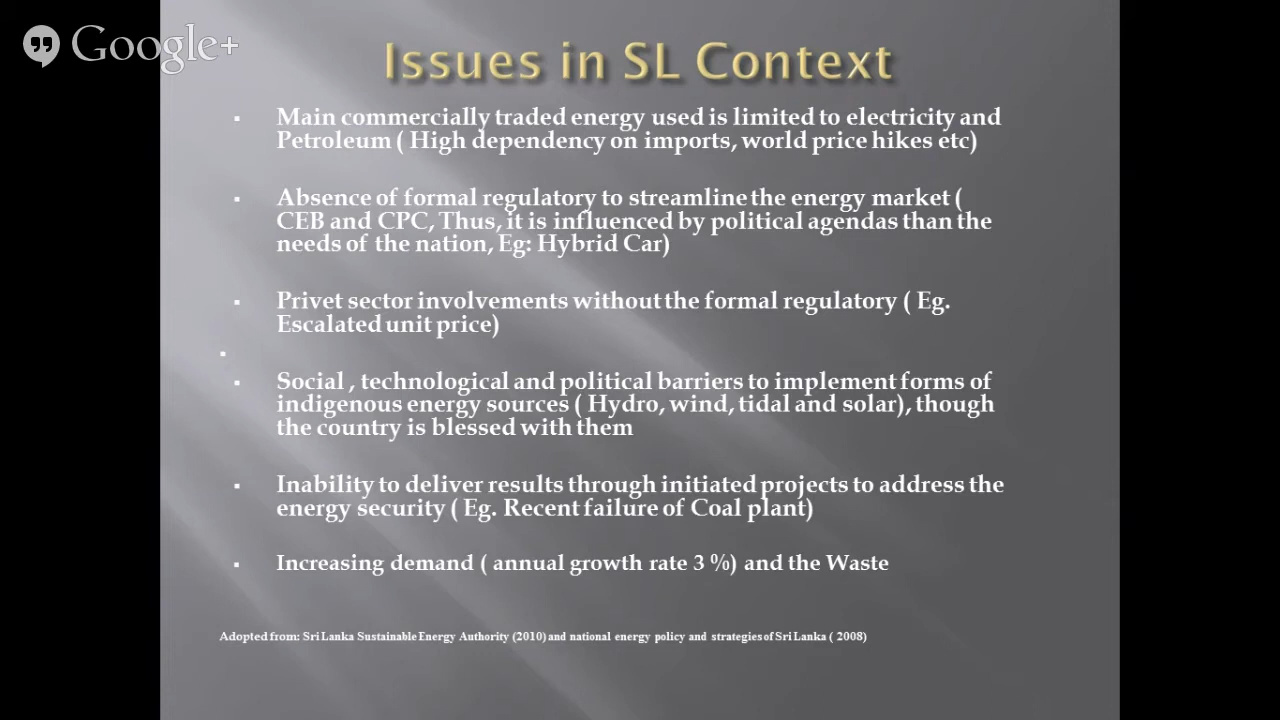 Google+
Issues in SL Context
▪ Main commercially traded energy used is limited to electricity and
Petroleum ( High dependency on imports, world price hikes etc)
▪ Absence of formal regulatory to streamline the energy market (
CEB and CPC, Thus, it is influenced by political agendas than the
needs of the nation, Eg: Hybrid Car)
▪ Privet sector involvements without the formal regulatory ( Eg.
Escalated unit price)
▪
▪ Social , technological and political barriers to implement forms of
indigenous energy sources ( Hydro, wind, tidal and solar), though
the country is blessed with them
▪ Inability to deliver results through initiated projects to address the
energy security ( Eg. Recent failure of Coal plant)
▪ Increasing demand ( annual growth rate 3 %) and the Waste
Adopted from: Sri Lanka Sustainable Energy Authority (2010) and national energy policy and strategies of Sri Lanka ( 2008)